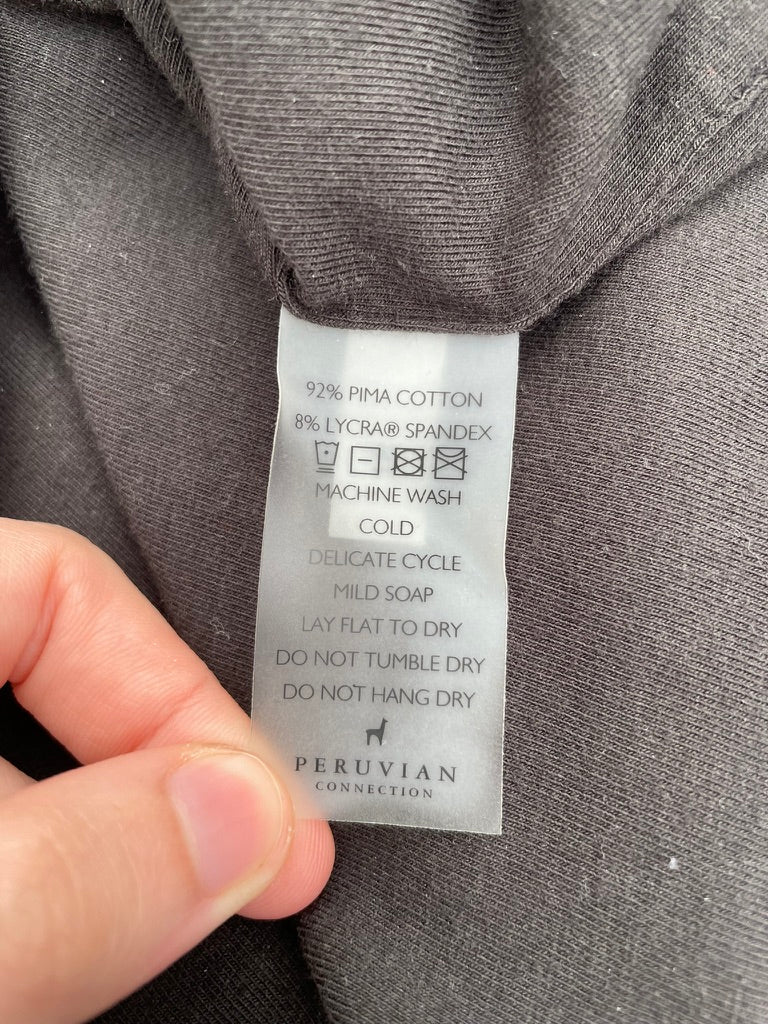 92% PIMA COTTON
8% LYCRA® SPANDEX
MACHINE WASH
COLD
DELICATE CYCLE
MILD SOAP
LAY FLAT TO DRY
DO NOT TUMBLE DRY
DO NOT HANG DRY
PERUVIAN
CONNECTION